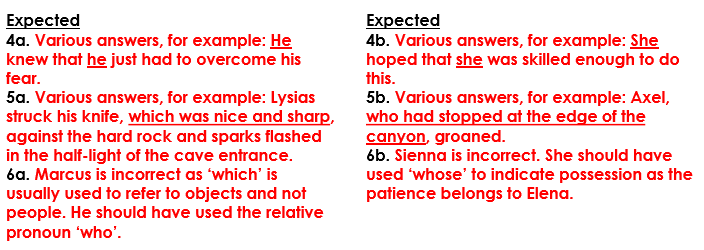 Expected
4a. Various answers, for example: He
knew that he just had to overcome his
fear.
5a. Various answers, for example: Lysias
struck his knife, which was nice and sharp,
against the hard rock and sparks flashed
in the half-light of the cave entrance.
6a. Marcus is incorrect as ‘which’ is
usually used to refer to objects and not
people. He should have used the relative
pronoun ‘who’.
Expected
4b. Various answers, for example: She
hoped that she was skilled enough to do
this.
5b. Various answers, for example: Axel,
who had stopped at the edge of the
canyon, groaned.
6b. Sienna is incorrect. She should have
used ‘whose’ to indicate possession as the
patience belongs to Elena.